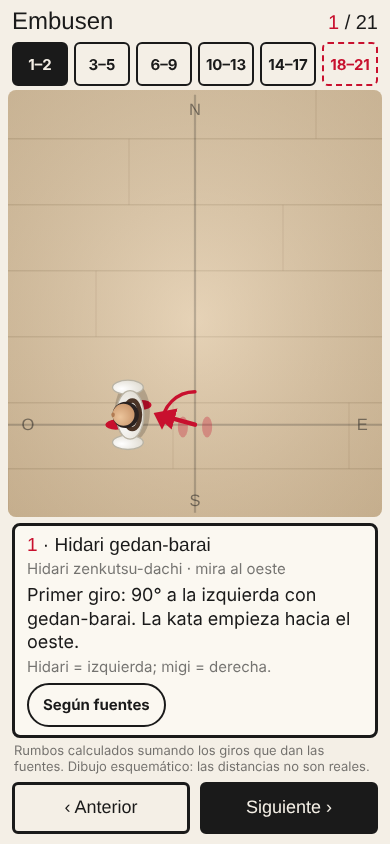 Embusen
1 / 21
1–2
3–5
6–9
10–13
14–17
18–21
N
O
E
S
1 · Hidari gedan-barai
Hidari zenkutsu-dachi · mira al oeste
Primer giro: 90° a la izquierda con
gedan-barai. La kata empieza hacia el
oeste.
Hidari = izquierda; migi = derecha.
Según fuentes
Rumbos calculados sumando los giros que dan las
fuentes. Dibujo esquemático: las distancias no son reales.
‹ Anterior
Siguiente ›